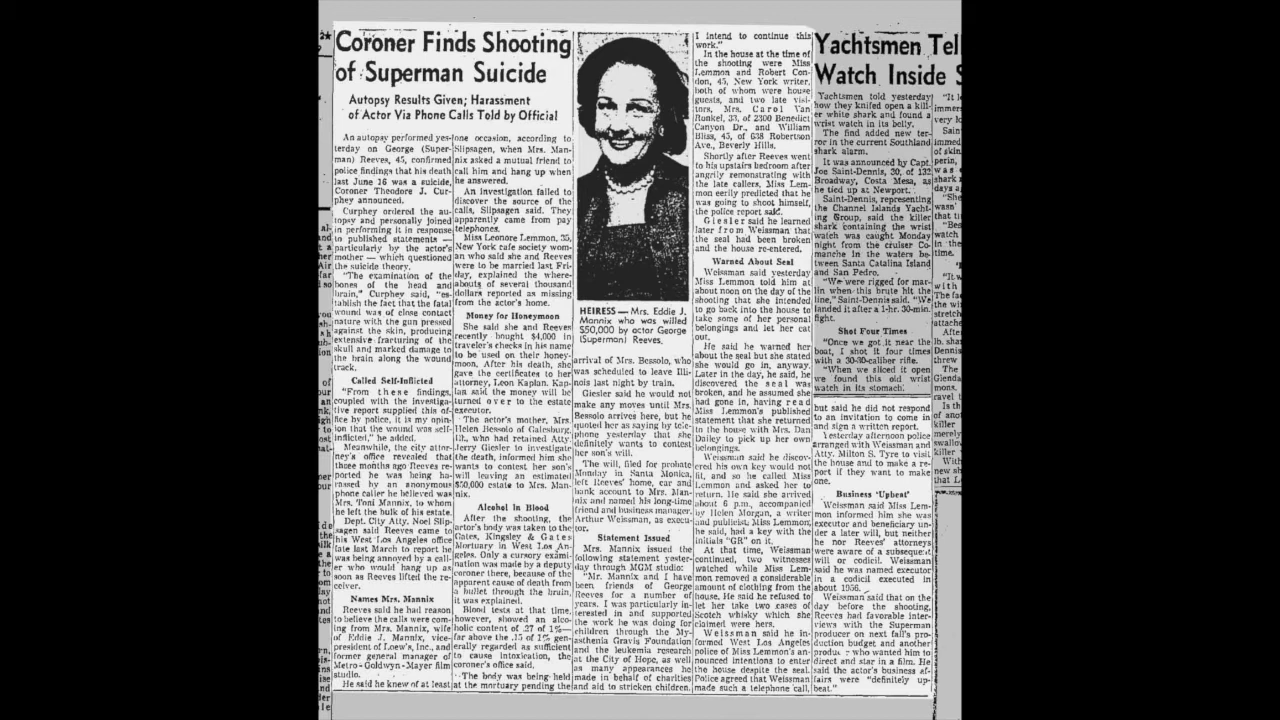 Coroner Finds Shooting
of Superman Suicide
Autopsy Results Given; Harassment
of Actor Via Phone Calls Told by Official
An autopsy performed yes-
terday on George (Super-
man) Reeves, 45, confirmed
police findings that his death
last June 16 was a suicide,
Coroner Theodore J. Cur-
phey announced.
Curphey ordered the au-
topsy and personally joined
in performing it in response
to published statements —
particularly by the actor's
mother — which questioned
the suicide theory.
"The examination of the
bones of the head and
brain," Curphey said, "es-
tablish the fact that the fatal
wound was of close contact
nature with the gun pressed
against the skin, producing
extensive fracturing of the
skull and marked damage to
the brain along the wound
track.
Called Self-Inflicted
"From these findings,
coupled with the investiga-
tive report supplied this of-
fice by police, it is my opin-
ion that the wound was self-
inflicted," he added.
Meanwhile, the city attor-
ney's office revealed that
three months ago Reeves re-
ported he was being ha-
rassed by an anonymous
phone caller he believed was
Mrs. Toni Mannix, to whom
he left the bulk of his estate.
Dept. City Atty. Noel Slip-
sagen said Reeves came to
his West Los Angeles office
late last March to report he
was being annoyed by a call-
er who would hang up as
soon as Reeves lifted the re-
ceiver.
Names Mrs. Mannix
Reeves said he had reason
to believe the calls were com-
ing from Mrs. Mannix, wife
of Eddie J. Mannix, vice-
president of Loew's, Inc., and
former general manager of
Metro-Goldwyn-Mayer film
studio.
He said he knew of at least
one occasion, according to
Slipsagen, when Mrs. Man-
nix asked a mutual friend to
call him and hang up when
he answered.
An investigation failed to
discover the source of the
calls, Slipsagen said. They
apparently came from pay
telephones.
Miss Leonore Lemmon, 35,
New York cafe society wom-
an who said she and Reeves
were to be married last Fri-
day, explained the where-
abouts of several thousand
dollars reported as missing
from the actor's home.
Money for Honeymoon
She said she and Reeves
recently bought $4,000 in
traveler's checks in his name
to be used on their honey-
moon. After his death, she
gave the certificates to her
attorney, Leon Kaplan. Kap-
lan said the money will be
turned over to the estate
executor.
The actor's mother, Mrs.
Helen Bessolo of Galesburg,
Ill., who had retained Atty.
Jerry Giesler to investigate
the death, informed him she
wants to contest her son's
will leaving an estimated
$50,000 estate to Mrs. Man-
nix.
Alcohol in Blood
After the shooting, the
actor's body was taken to the
Gates, Kingsley & Gates
Mortuary in West Los An-
geles. Only a cursory exami-
nation was made by a deputy
coroner there, because of the
apparent cause of death from
a bullet through the brain,
it was explained.
Blood tests at that time,
however, showed an alco-
holic content of .27 of 1%—
far above the .15 of 1% gen-
erally regarded as sufficient
to cause intoxication, the
coroner's office said.
The body was being held
at the mortuary pending the
HEIRESS — Mrs. Eddie J.
Mannix who was willed
$50,000 by actor George
(Superman) Reeves.
arrival of Mrs. Bessolo, who
was scheduled to leave Illi-
nois last night by train.
Giesler said he would not
make any moves until Mrs.
Bessolo arrives here, but he
quoted her as saying by tele-
phone yesterday that she
definitely wants to contest
her son's will.
The will, filed for probate
Monday in Santa Monica,
left Reeves' home, car and
bank account to Mrs. Man-
nix and named his long-time
friend and business manager,
Arthur Weissman, as execu-
tor.
Statement Issued
Mrs. Mannix issued the
following statement yester-
day through MGM studio:
"Mr. Mannix and I have
been friends of George
Reeves for a number of
years. I was particularly in-
terested in and supported
the work he was doing for
children through the My-
asthenia Gravis Foundation
and the leukemia research
at the City of Hope, as well
as many appearances he
made in behalf of charities
and aid to stricken children.
I intend to continue this
work."
In the house at the time of
the shooting were Miss
Lemmon and Robert Con-
don, 45, New York writer,
both of whom were house
guests, and two late visi-
tors, Mrs. Carol Van
Runkel, 33, of 2300 Benedict
Canyon Dr., and William
Bliss, 45, of 638 Robertson
Ave., Beverly Hills.
Shortly after Reeves went
to his upstairs bedroom after
angrily remonstrating with
the late callers, Miss Lem-
mon eerily predicted that he
was going to shoot himself,
the police report said.
Giesler said he learned
later from Weissman that
the seal had been broken
and the house re-entered.
Warned About Seal
Weissman said yesterday
Miss Lemmon told him at
about noon on the day of the
shooting that she intended
to go back into the house to
take some of her personal
belongings and let her cat
out.
He said he warned her
about the seal but she stated
she would go in, anyway.
Later in the day, he said, he
discovered the seal was
broken, and he assumed she
had gone in, having read
Miss Lemmon's published
statement that she returned
to the house with Mrs. Dan
Dailey to pick up her own
belongings.
Weissman said he discov-
ered his own key would not
fit, and so he called Miss
Lemmon and asked her to
return. He said she arrived
about 6 p.m., accompanied
by Helen Morgan, a writer
and publicist. Miss Lemmon,
he said, had a key with the
initials "GR" on it.
At that time, Weissman
continued, two witnesses
watched while Miss Lem-
mon removed a considerable
amount of clothing from the
house. He said he refused to
let her take two cases of
Scotch whisky which she
claimed were hers.
Weissman said he in-
formed West Los Angeles
police of Miss Lemmon's an-
nounced intentions to enter
the house despite the seal.
Police agreed that Weissman
made such a telephone call,
but said he did not respond
to an invitation to come in
and sign a written report.
Yesterday afternoon police
arranged with Weissman and
Atty. Milton S. Tyre to visit
the house and to make a re-
port if they want to make
one.
Business 'Upbeat'
Weissman said Miss Lem-
mon informed him she was
executor and beneficiary un-
der a later will, but neither
he nor Reeves' attorneys
were aware of a subsequent
will or codicil. Weissman
said he was named executor
in a codicil executed in
about 1956.
Weissman said that on the
day before the shooting,
Reeves had favorable inter-
views with the Superman
producer on next fall's pro-
duction budget and another
producer who wanted him to
direct and star in a film. He
said the actor's business af-
fairs were "definitely up-
beat."
Yachtsmen Tel
Watch Inside S
Yachtsmen told yesterday
how they knifed open a kill-
er white shark and found a
wrist watch in its belly.
The find added new ter-
ror in the current Southland
shark alarm.
It was announced by Capt.
Joe Saint-Dennis, 30, of 132
Broadway, Costa Mesa, as
he tied up at Newport.
Saint-Dennis, representing
the Channel Islands Yacht-
ing Group, said the killer
shark containing the wrist
watch was caught Monday
night from the cruiser Co-
manche in the waters be-
tween Santa Catalina Island
and San Pedro.
"We were rigged for mar-
lin when this brute hit the
line," Saint-Dennis said. "We
landed it after a 1-hr. 30-min.
fight.
Shot Four Times
"Once we got it near the
boat, I shot it four times
with a 30-30-caliber rifle.
"When we sliced it open
we found this old wrist
watch in its stomach.